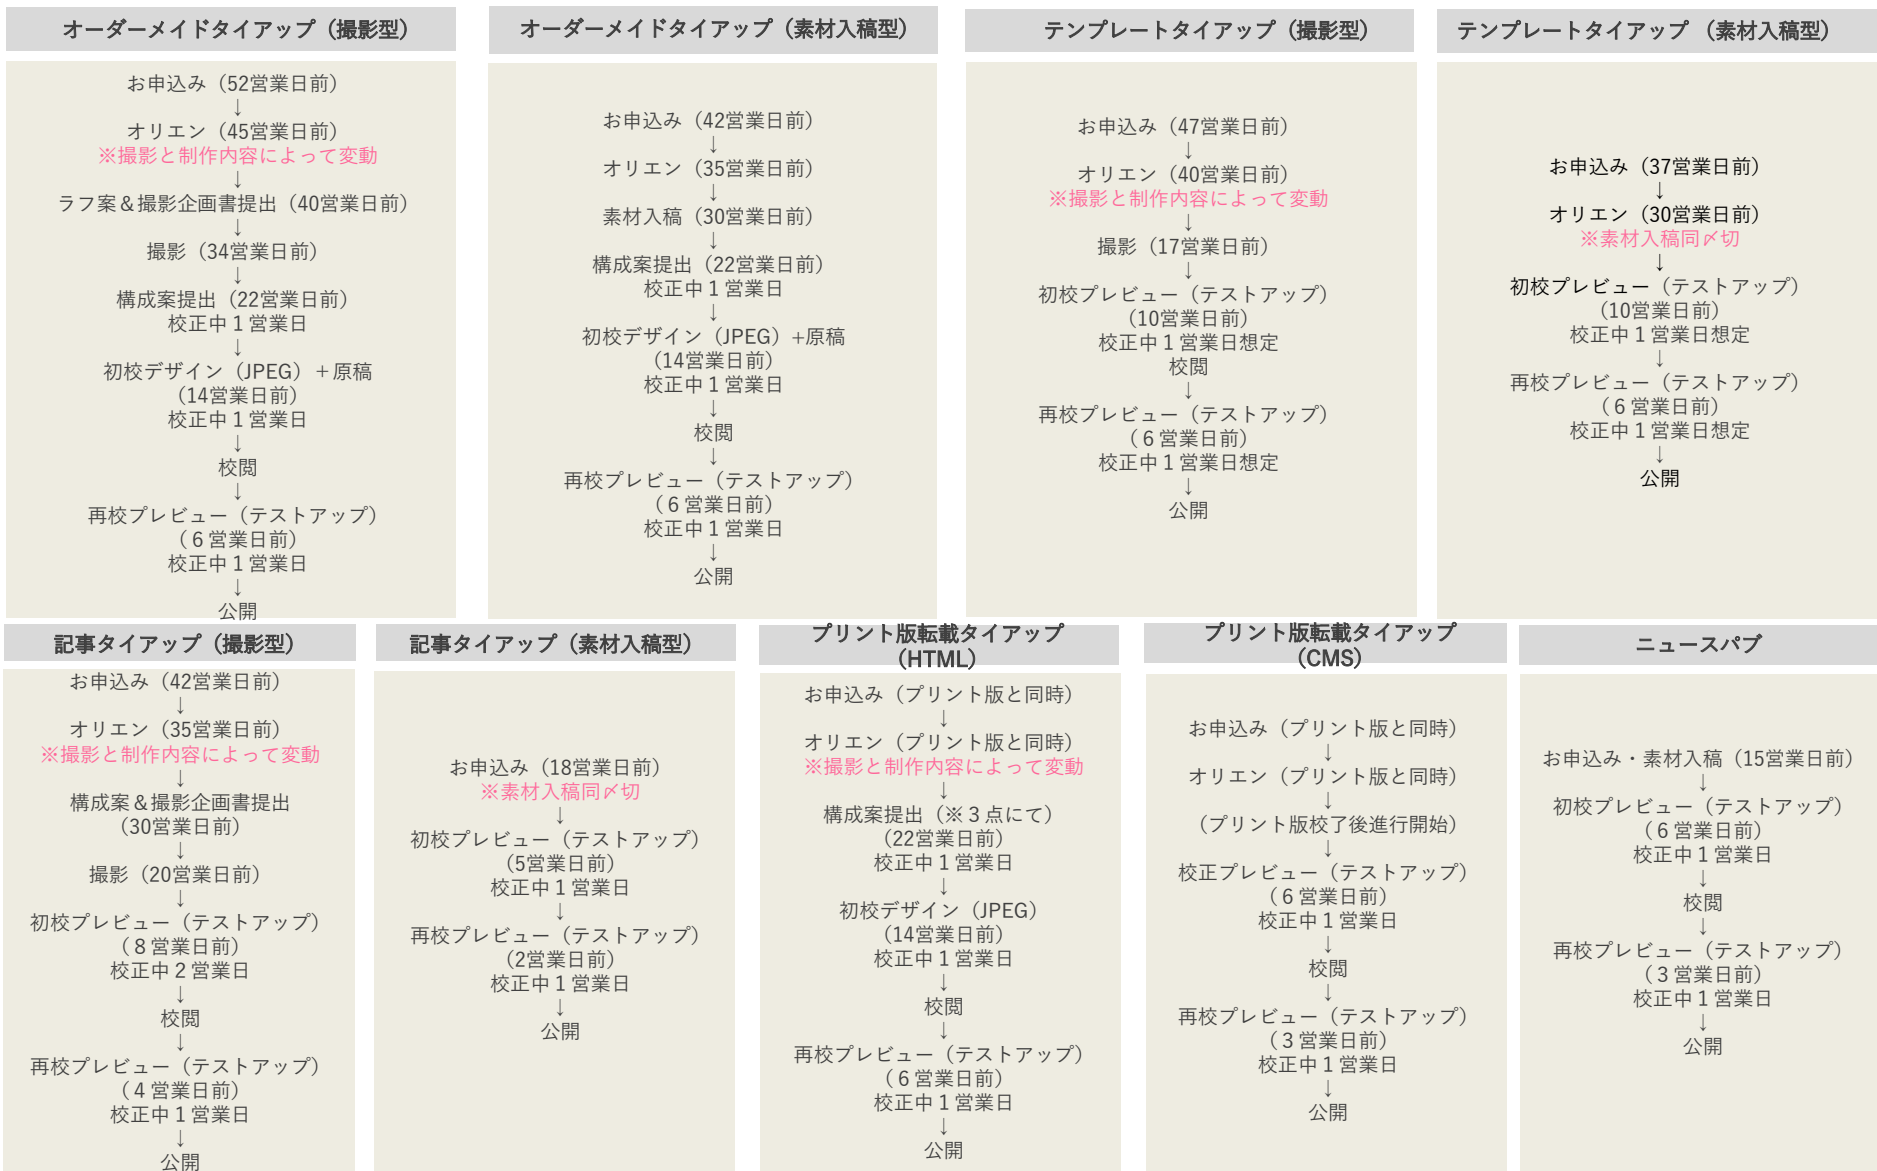 オーダーメイドタイアップ（撮影型）
お申込み（52営業日前）
↓
オリエン（45営業日前）
※撮影と制作内容によって変動
↓
ラフ案＆撮影企画書提出（40営業日前）
↓
撮影（34営業日前）
↓
構成案提出（22営業日前）
校正中１営業日
↓
初校デザイン（JPEG）＋原稿
（14営業日前）
校正中１営業日
↓
校閲
↓
再校プレビュー（テストアップ）
（６営業日前）
校正中１営業日
↓
公開
オーダーメイドタイアップ（素材入稿型）
お申込み（42営業日前）
↓
オリエン（35営業日前）
↓
素材入稿（30営業日前）
↓
構成案提出（22営業日前）
校正中１営業日
↓
初校デザイン（JPEG）+原稿
（14営業日前）
校正中１営業日
↓
校閲
↓
再校プレビュー（テストアップ）
（６営業日前）
校正中１営業日
↓
公開
テンプレートタイアップ（撮影型）
お申込み（47営業日前）
↓
オリエン（40営業日前）
※撮影と制作内容によって変動
↓
撮影（17営業日前）
↓
初校プレビュー（テストアップ）
（10営業日前）
校正中１営業日想定
校閲
↓
再校プレビュー（テストアップ）
（６営業日前）
校正中１営業日想定
↓
公開
テンプレートタイアップ （素材入稿型）
お申込み（37営業日前）
↓
オリエン（30営業日前）
※素材入稿同〆切
↓
初校プレビュー（テストアップ）
（10営業日前）
校正中１営業日想定
↓
再校プレビュー（テストアップ）
（６営業日前）
校正中１営業日想定
↓
公開
記事タイアップ（撮影型）
お申込み（42営業日前）
↓
オリエン（35営業日前）
※撮影と制作内容によって変動
↓
構成案＆撮影企画書提出
（30営業日前）
↓
撮影（20営業日前）
↓
初校プレビュー（テストアップ）
（８営業日前）
校正中２営業日
↓
校閲
↓
再校プレビュー（テストアップ）
（４営業日前）
校正中１営業日
↓
公開
記事タイアップ（素材入稿型）
お申込み（18営業日前）
※素材入稿同〆切
↓
初校プレビュー（テストアップ）
（5営業日前）
校正中１営業日
↓
再校プレビュー（テストアップ）
（2営業日前）
校正中１営業日
↓
公開
プリント版転載タイアップ
（HTML）
お申込み（プリント版と同時）
↓
オリエン（プリント版と同時）
※撮影と制作内容によって変動
↓
構成案提出（※３点にて）
（22営業日前）
校正中１営業日
↓
初校デザイン（JPEG）
（14営業日前）
校正中１営業日
↓
校閲
↓
再校プレビュー（テストアップ）
（６営業日前）
校正中１営業日
↓
公開
プリント版転載タイアップ
（CMS）
お申込み（プリント版と同時）
↓
オリエン（プリント版と同時）
↓
（プリント版校了後進行開始）
↓
校正プレビュー（テストアップ）
（６営業日前）
校正中１営業日
↓
校閲
↓
再校プレビュー（テストアップ）
（３営業日前）
校正中１営業日
↓
公開
ニュースパブ
お申込み・素材入稿（15営業日前）
↓
初校プレビュー（テストアップ）
（６営業日前）
校正中１営業日
↓
校閲
↓
再校プレビュー（テストアップ）
（３営業日前）
校正中１営業日
↓
公開